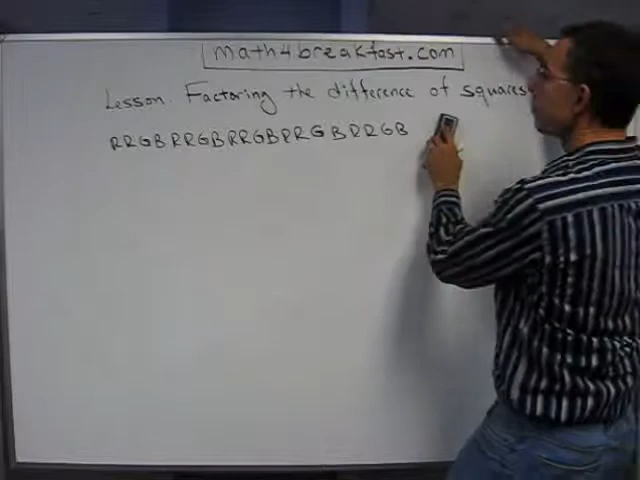 math4breakfast.com
Lesson. Factoring the difference of squares
RRGBRRGBRRGBRRGBRRGB